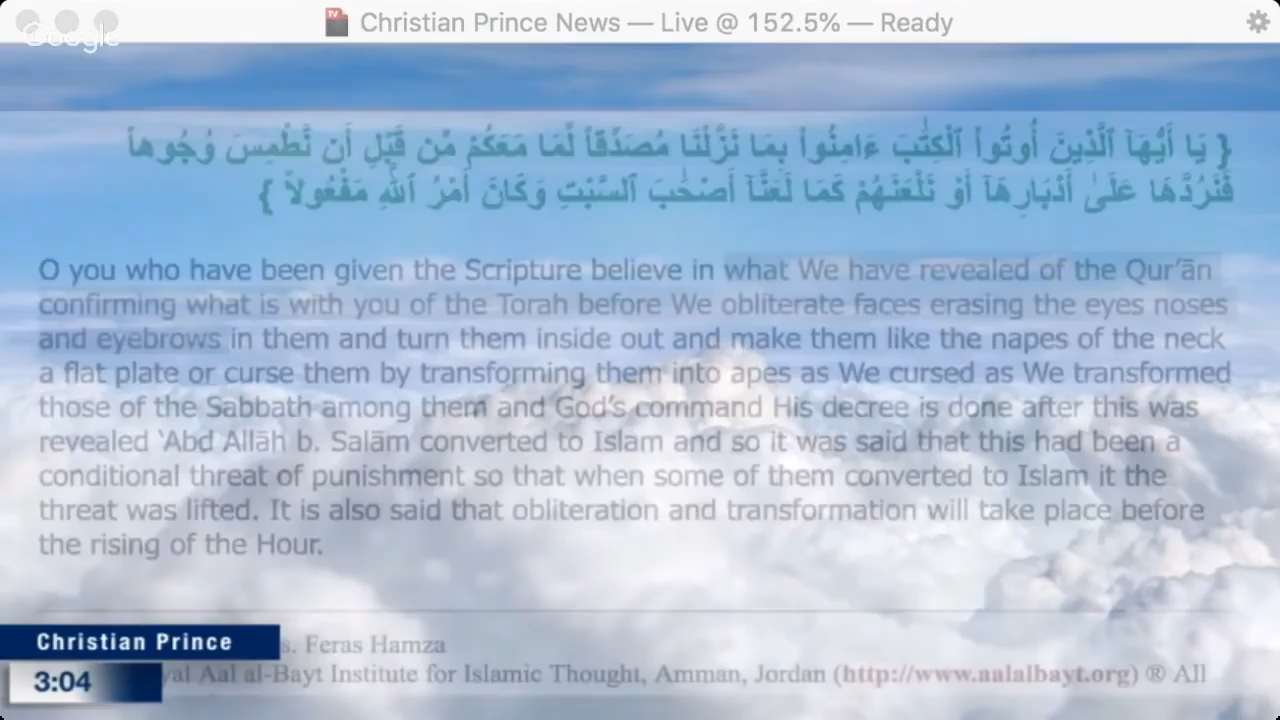 Christian Prince News — Live @ 152.5% — Ready
Google
{ يَا أَيُّهَآ ٱلَّذِينَ أُوتُواْ ٱلْكِتَٰبَ ءَامِنُواْ بِمَا نَزَّلْنَا مُصَدِّقاً لِّمَا مَعَكُمْ مِّن قَبْلِ أَن نَّطْمِسَ وُجُوهاً
فَنَرُدَّهَا عَلَىٰ أَدْبَارِهَآ أَوْ نَلْعَنَهُمْ كَمَا لَعَنَّآ أَصْحَٰبَ ٱلسَّبْتِ وَكَانَ أَمْرُ ٱللَّهِ مَفْعُولاً }
O you who have been given the Scripture believe in what We have revealed of the Qur’ān
confirming what is with you of the Torah before We obliterate faces erasing the eyes noses
and eyebrows in them and turn them inside out and make them like the napes of the neck
a flat plate or curse them by transforming them into apes as We cursed as We transformed
those of the Sabbath among them and God’s command His decree is done after this was
revealed ‘Abd Allāh b. Salām converted to Islam and so it was said that this had been a
conditional threat of punishment so that when some of them converted to Islam it the
threat was lifted. It is also said that obliteration and transformation will take place before
the rising of the Hour.
Christian Prince
s. Feras Hamza
3:04
yal Aal al-Bayt Institute for Islamic Thought, Amman, Jordan (http://www.aalalbayt.org) ® All